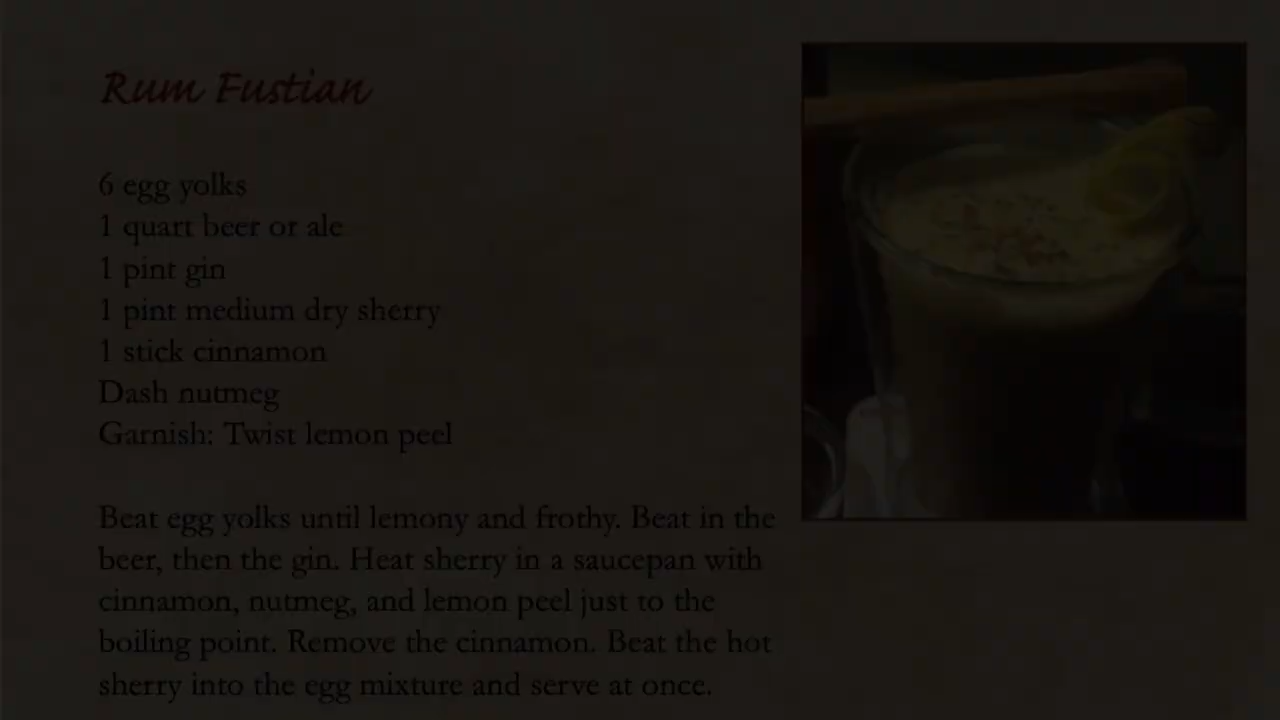 Rum Fustian
6 egg yolks
1 quart beer or ale
1 pint gin
1 pint medium dry sherry
1 stick cinnamon
Dash nutmeg
Garnish: Twist lemon peel
Beat egg yolks until lemony and frothy. Beat in the
beer, then the gin. Heat sherry in a saucepan with
cinnamon, nutmeg, and lemon peel just to the
boiling point. Remove the cinnamon. Beat the hot
sherry into the egg mixture and serve at once.